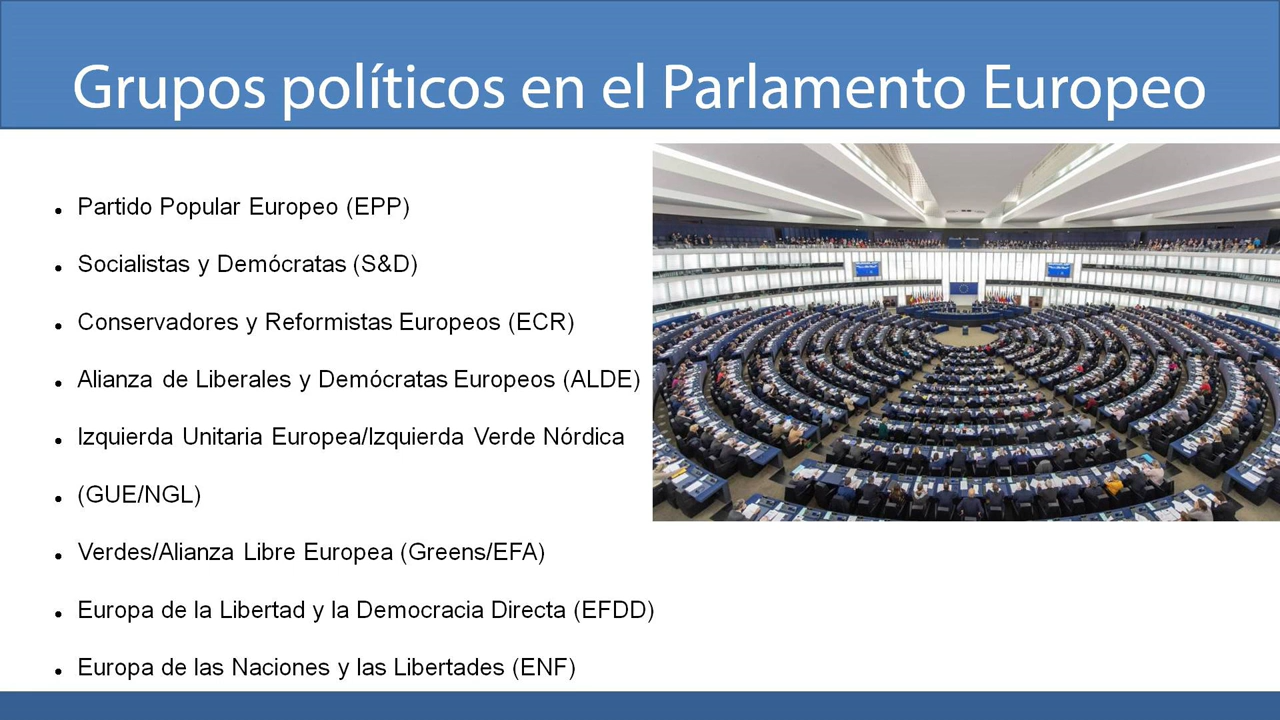 Grupos políticos en el Parlamento Europeo
• Partido Popular Europeo (EPP)
• Socialistas y Demócratas (S&D)
• Conservadores y Reformistas Europeos (ECR)
• Alianza de Liberales y Demócratas Europeos (ALDE)
• Izquierda Unitaria Europea/Izquierda Verde Nórdica
• (GUE/NGL)
• Verdes/Alianza Libre Europea (Greens/EFA)
• Europa de la Libertad y la Democracia Directa (EFDD)
• Europa de las Naciones y las Libertades (ENF)